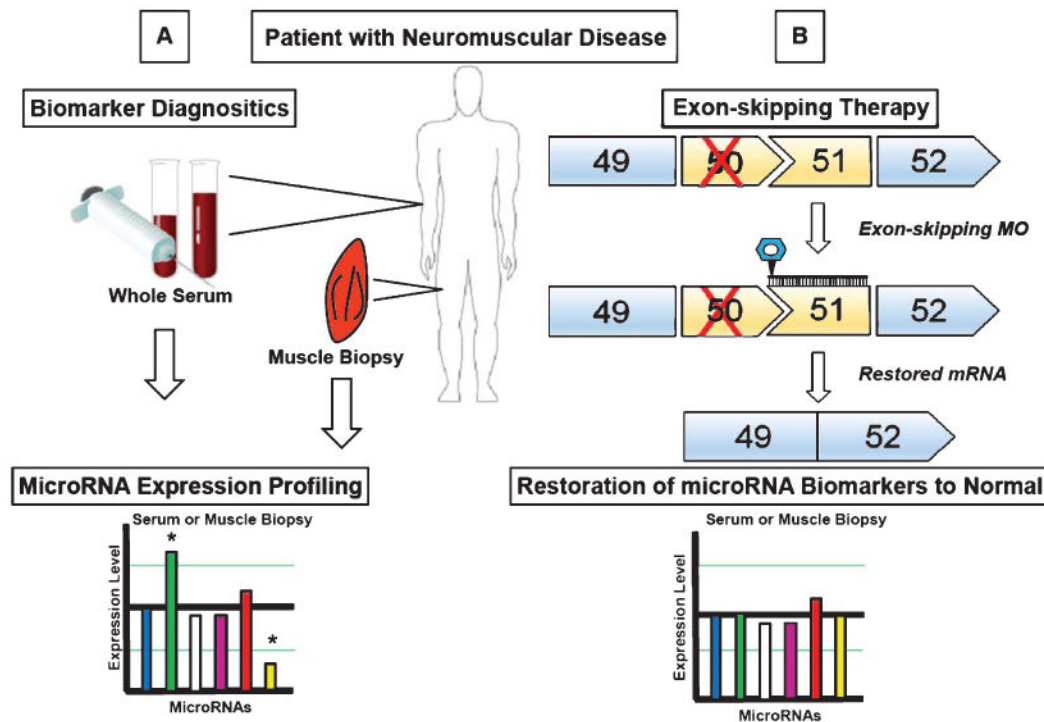 A
Patient with Neuromuscular Disease
B
Biomarker Diagnositics
Whole Serum
Muscle Biopsy
MicroRNA Expression Profiling
Serum or Muscle Biopsy
*
*
Expression Level
MicroRNAs
Exon-skipping Therapy
49 50 51 52
Exon-skipping MO
49 50 51 52
Restored mRNA
49 52
Restoration of microRNA Biomarkers to Normal
Serum or Muscle Biopsy
Expression Level
MicroRNAs